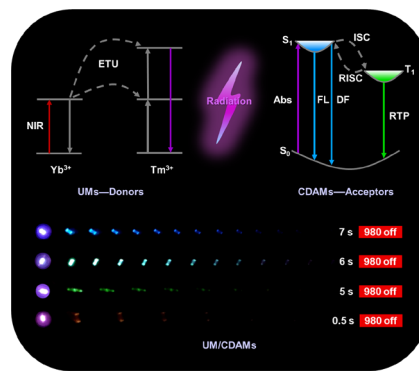 S₁
ISC
ETU
T₁
RISC
Radiation
Abs
FL
DF
NIR
RTP
S₀
Yb³⁺
Tm³⁺
UMs—Donors
CDAMs—Acceptors
7 s 980 off
6 s 980 off
5 s 980 off
0.5 s 980 off
UM/CDAMs